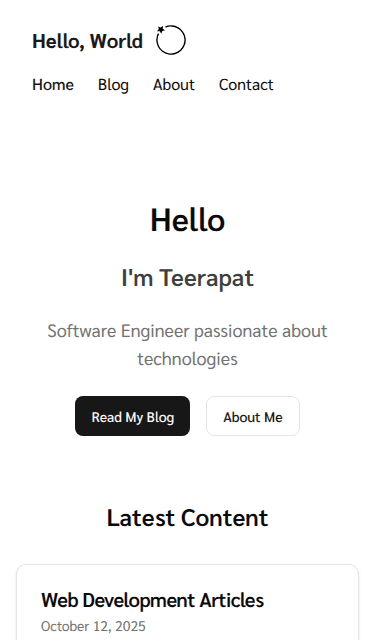 Hello, World
Home Blog About Contact
Hello
I'm Teerapat
Software Engineer passionate about
technologies
Read My Blog About Me
Latest Content
Web Development Articles
October 12, 2025